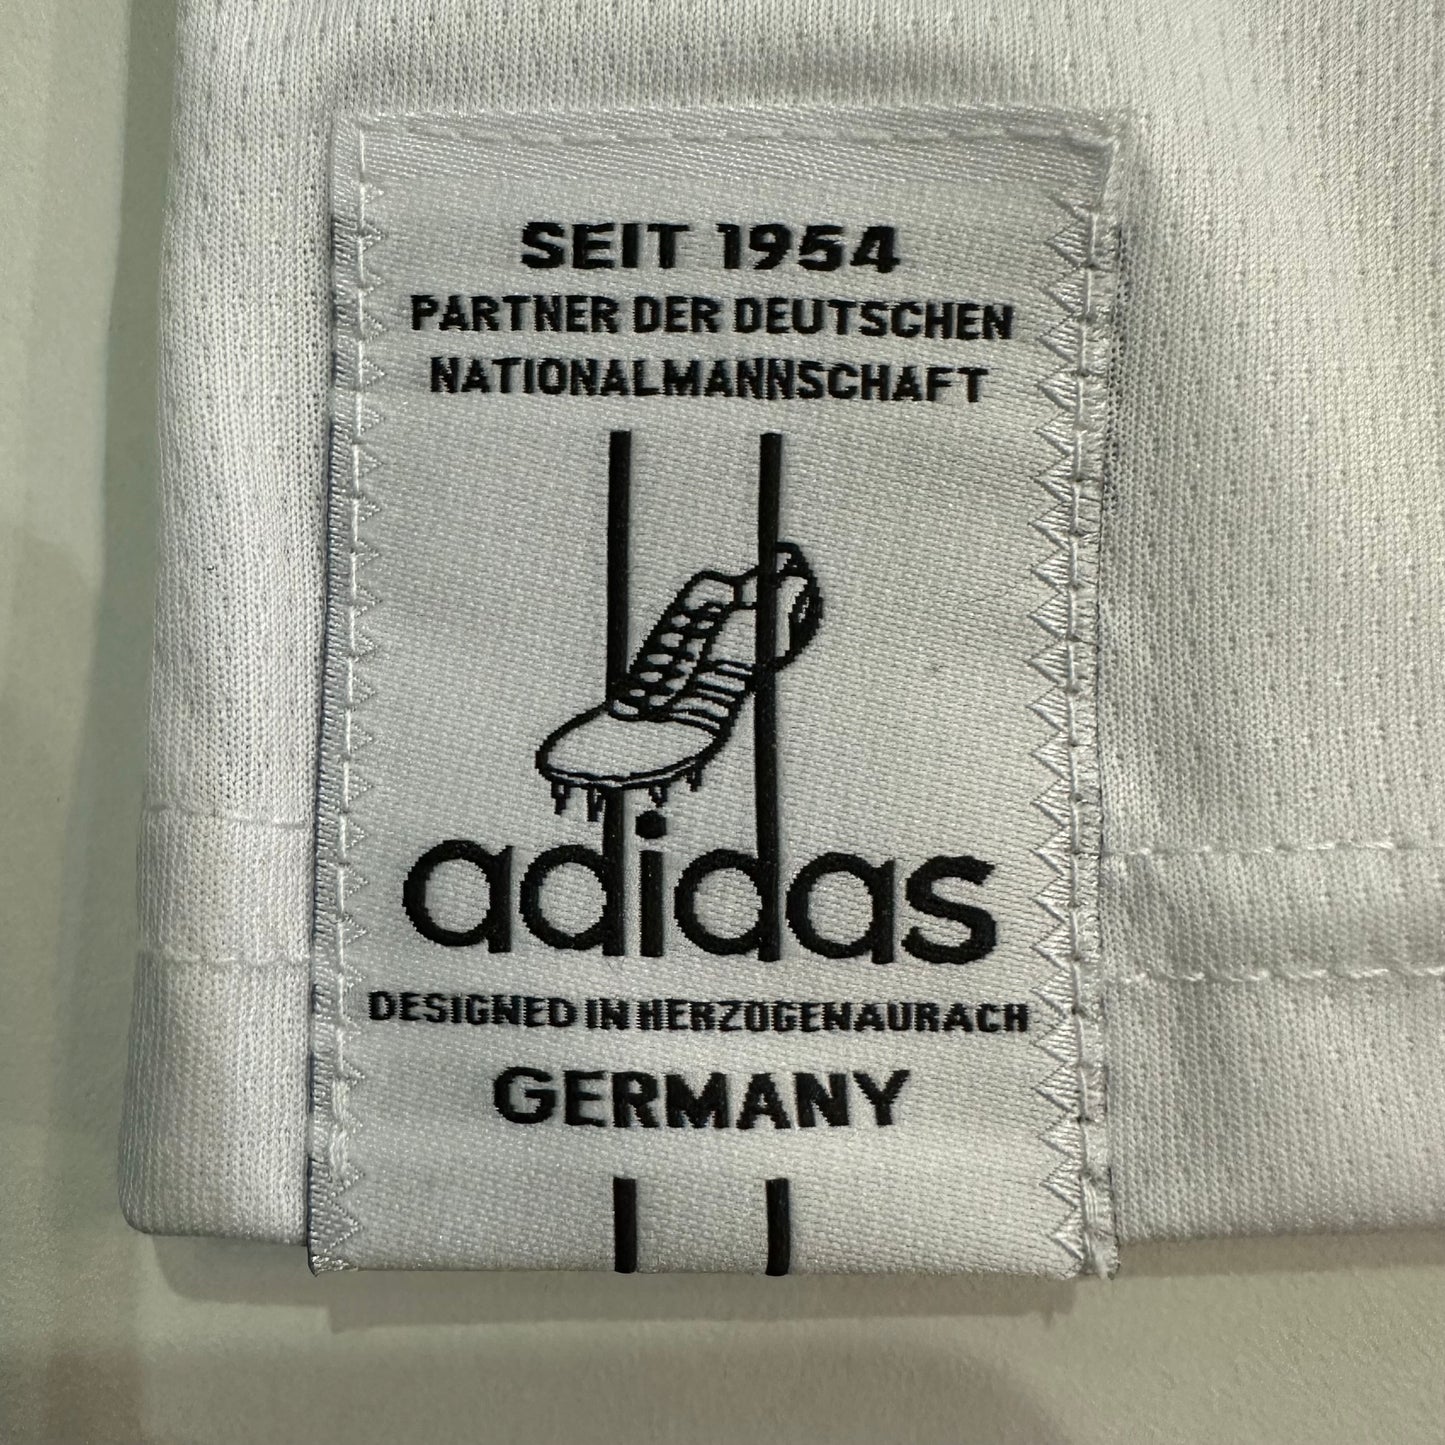 SEIT 1954
PARTNER DER DEUTSCHEN
NATIONALMANNSCHAFT
adidas
DESIGNED IN HERZOGENAURACH
GERMANY